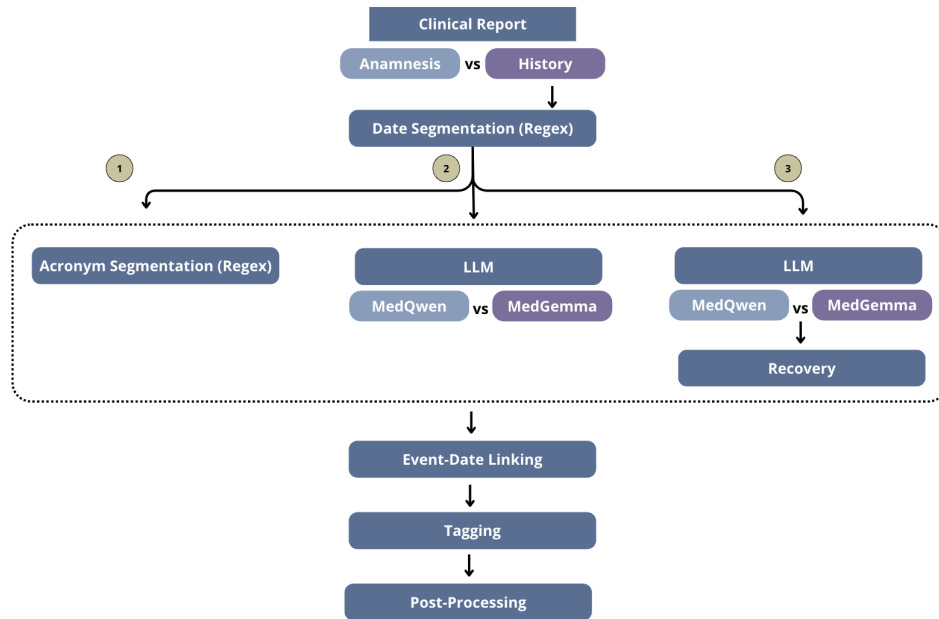 Clinical Report
Anamnesis vs History
Date Segmentation (Regex)
1 2 3
Acronym Segmentation (Regex)
LLM
MedQwen vs MedGemma
LLM
MedQwen vs MedGemma
Recovery
Event-Date Linking
Tagging
Post-Processing